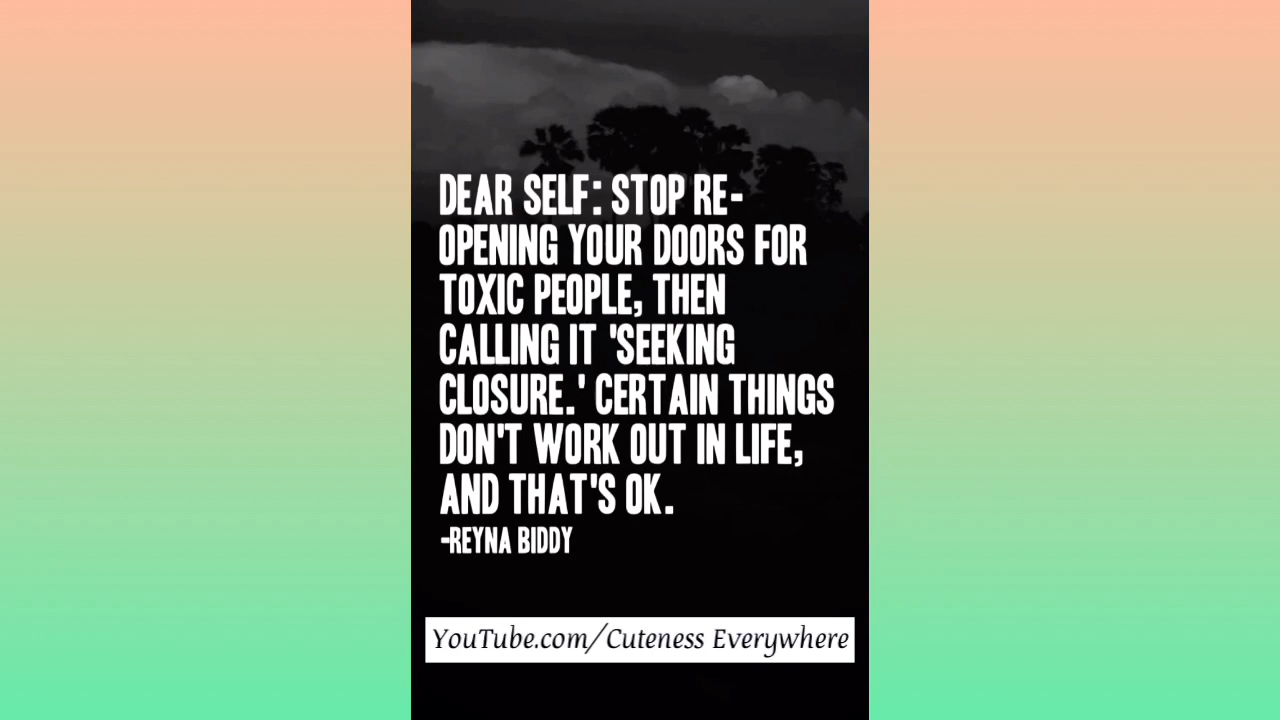 DEAR SELF: STOP RE-
OPENING YOUR DOORS FOR
TOXIC PEOPLE, THEN
CALLING IT 'SEEKING
CLOSURE.' CERTAIN THINGS
DON'T WORK OUT IN LIFE,
AND THAT'S OK.
-REYNA BIDDY
YouTube.com/Cuteness Everywhere